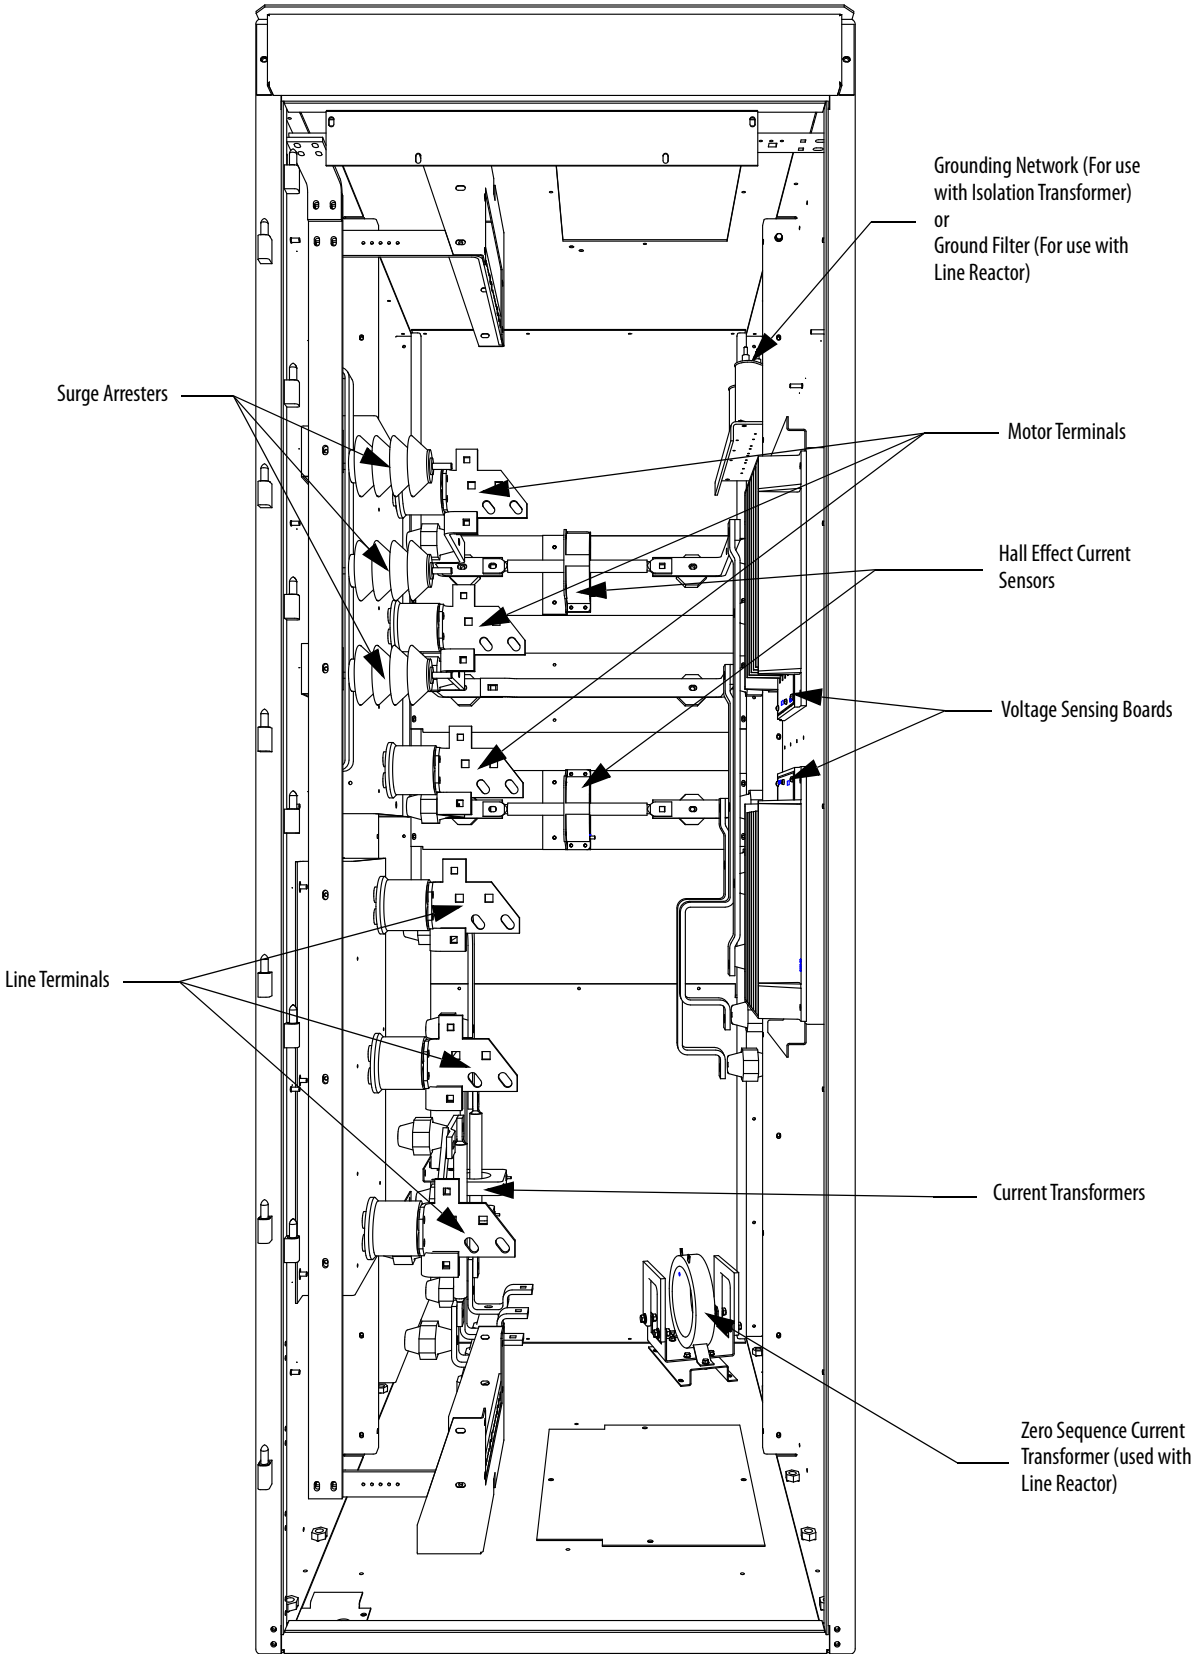 Grounding Network (For use
with Isolation Transformer)
or
Ground Filter (For use with
Line Reactor)
Surge Arresters
Motor Terminals
Hall Effect Current
Sensors
Voltage Sensing Boards
Line Terminals
Current Transformers
Zero Sequence Current
Transformer (used with
Line Reactor)